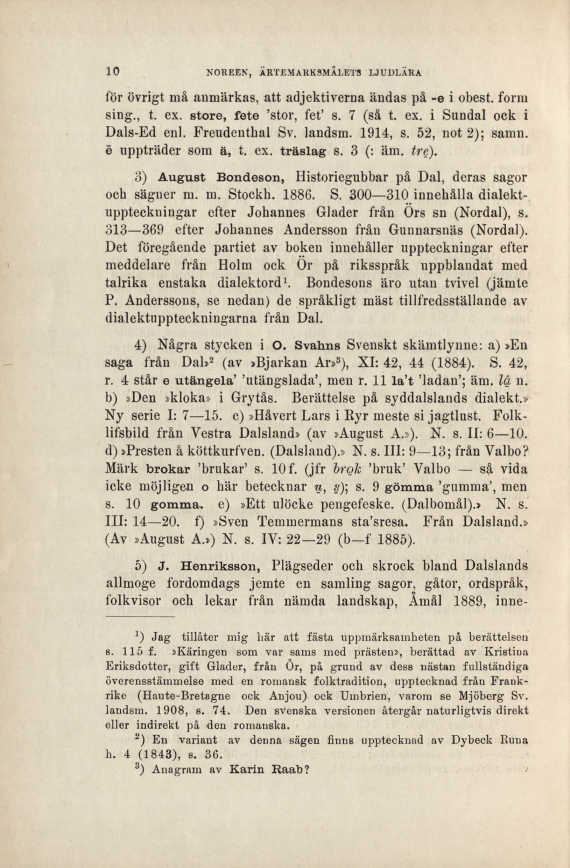 10 NOREEN, ÄRTEMARKSMÅLETS LJUDLÄRA
för övrigt må anmärkas, att adjektiverna ändas på -e i obest. form
sing., t. ex. store, fete 'stor, fet' s. 7 (så t. ex. i Sundal ock i
Dals-Ed enl. Freudenthal Sv. landsm. 1914, s. 52, not 2); samn.
ē uppträder som ä, t. ex. träslag s. 3 (: äm. trę).
3) August Bondeson, Historiegubbar på Dal, deras sagor
och sägner m. m. Stockh. 1886. S. 300—310 innehålla dialekt-
uppteckningar efter Johannes Glader från Örs sn (Nordal), s.
313—369 efter Johannes Andersson från Gunnarsnäs (Nordal).
Det föregående partiet av boken innehåller uppteckningar efter
meddelare från Holm ock Ör på riksspråk uppblandat med
talrika enstaka dialektord¹. Bondesons äro utan tvivel (jämte
P. Anderssons, se nedan) de språkligt mäst tillfredsställande av
dialektuppteckningarna från Dal.
4) Några stycken i O. Svahns Svenskt skämtlynne: a) »En
saga från Dal»² (av »Bjarkan Ar»³), XI: 42, 44 (1884). S. 42,
r. 4 står e utängela' 'utängslada', men r. 11 la't 'ladan'; äm. lå n.
b) »Den »kloka» i Grytås. Berättelse på syddalslands dialekt.»
Ny serie I: 7—15. c) »Håvert Lars i Ryr meste si jagtlust. Folk-
lifsbild från Vestra Dalsland» (av »August A.»). N. s. II: 6—10.
d) »Presten å köttkurfven. (Dalsland).» N. s. III: 9—13; från Valbo?
Märk brokar 'brukar' s. 10 f. (jfr brǫk 'bruk' Valbo — så vida
icke möjligen o här betecknar); s. 9 gömma 'gumma', men
s. 10 gomma. e) »Ett ulöcke pengefeske. (Dalbomål).» N. s.
III: 14—20. f) »Sven Temmermans sta'sresa. Från Dalsland.»
(Av »August A.») N. s. IV: 22—29 (b—f 1885).
5) J. Henriksson, Plägseder och skrock bland Dalslands
allmoge fordomdags jemte en samling sagor, gåtor, ordspråk,
folkvisor och lekar från nämda landskap, Åmål 1889, inne-
¹) Jag tillåter mig här att fästa uppmärksamheten på berättelsen
s. 115 f. »Käringen som var sams med prästen», berättad av Kristina
Eriksdotter, gift Glader, från Ör, på grund av dess nästan fullständiga
överensstämmelse med en romansk folktradition, upptecknad från Frank-
rike (Haute-Bretagne ock Anjou) ock Umbrien, varom se Mjöberg Sv.
landsm. 1908, s. 74. Den svenska versionen återgår naturligtvis direkt
eller indirekt på den romanska.
²) En variant av denna sägen finns upptecknad av Dybeck Runa
h. 4 (1843), s. 36.
³) Anagram av Karin Raab?